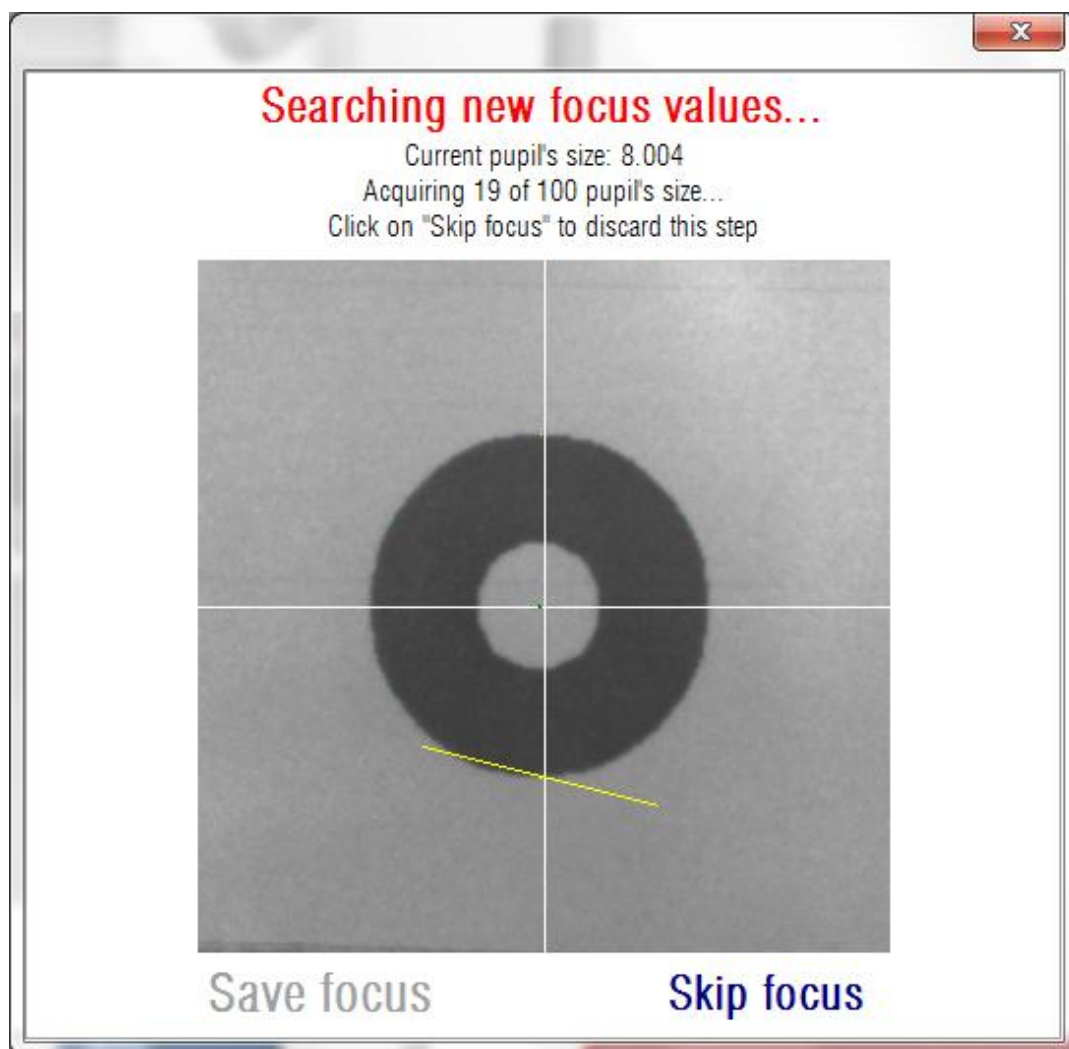 Searching new focus values...
Current pupil's size: 8.004
Acquiring 19 of 100 pupil's size...
Click on "Skip focus" to discard this step
Save focus
Skip focus